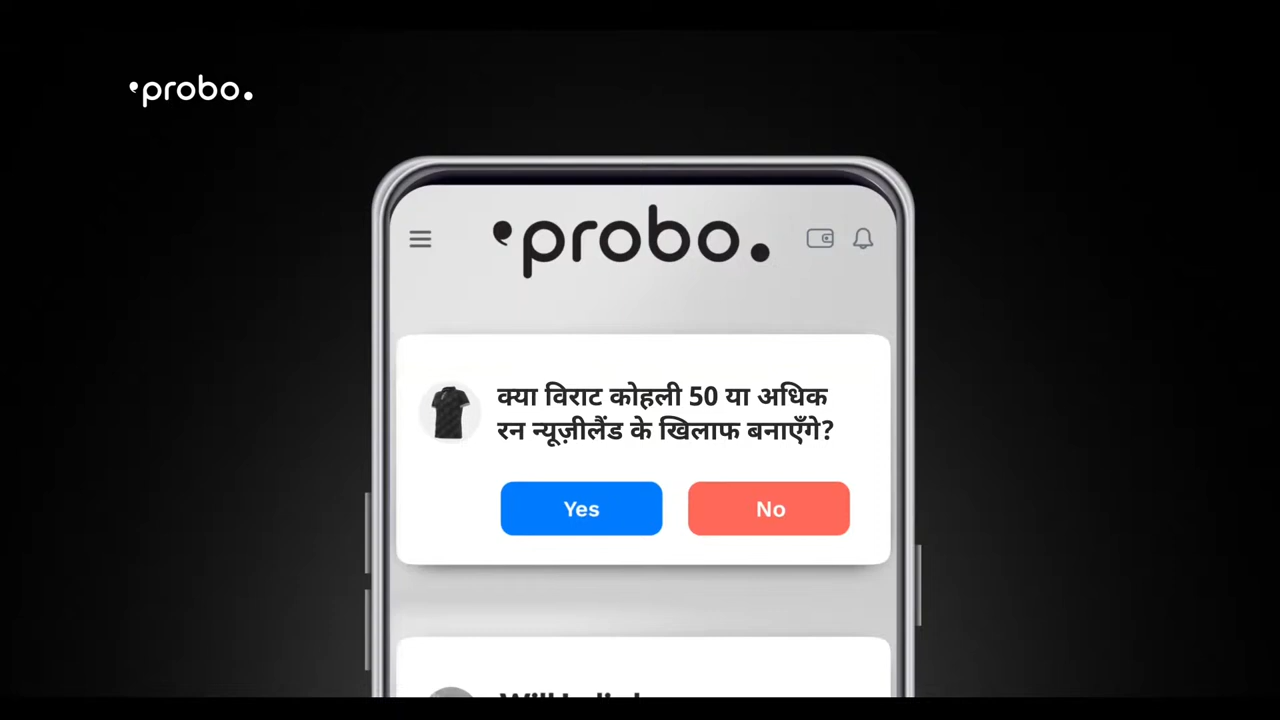 probo.
probo.
क्या विराट कोहली 50 या अधिक
रन न्यूज़ीलैंड के खिलाफ बनाएँगे?
Yes
No